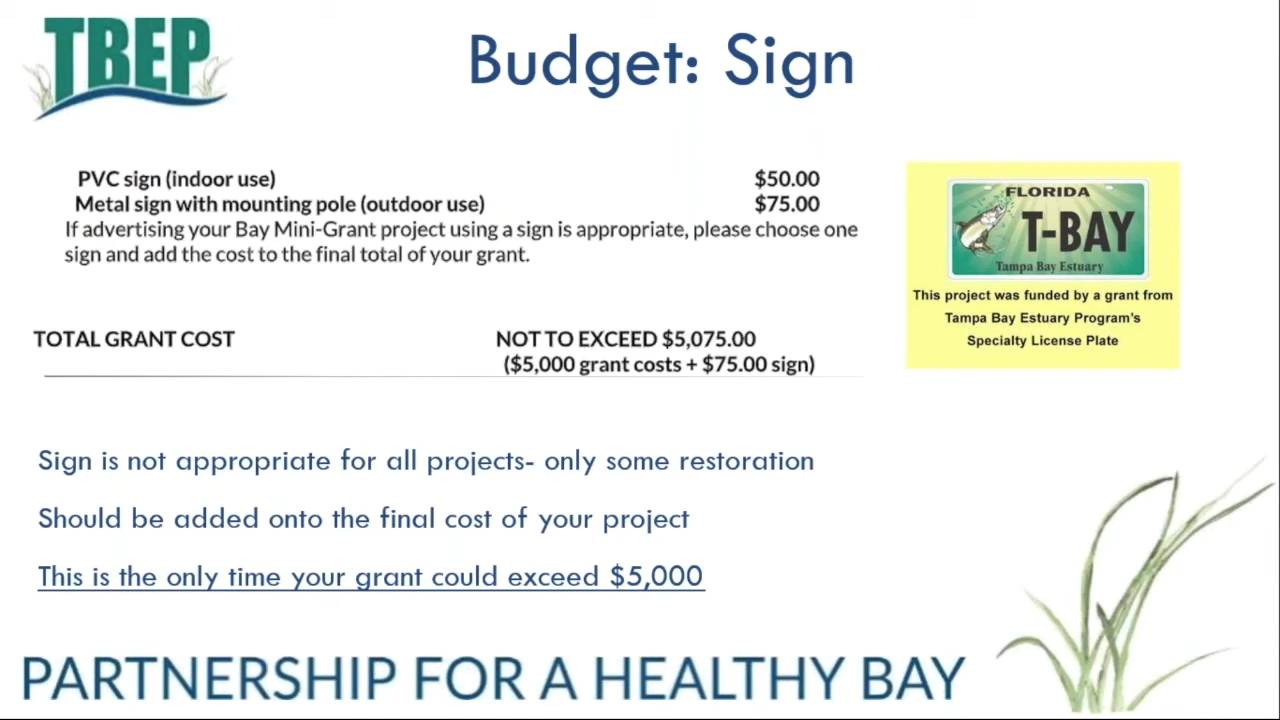 TBEP
Budget: Sign
PVC sign (indoor use) $50.00
Metal sign with mounting pole (outdoor use) $75.00
If advertising your Bay Mini-Grant project using a sign is appropriate, please choose one
sign and add the cost to the final total of your grant.
TOTAL GRANT COST NOT TO EXCEED $5,075.00
($5,000 grant costs + $75.00 sign)
FLORIDA
T-BAY
Tampa Bay Estuary
This project was funded by a grant from
Tampa Bay Estuary Program's
Specialty License Plate
Sign is not appropriate for all projects- only some restoration
Should be added onto the final cost of your project
This is the only time your grant could exceed $5,000
PARTNERSHIP FOR A HEALTHY BAY